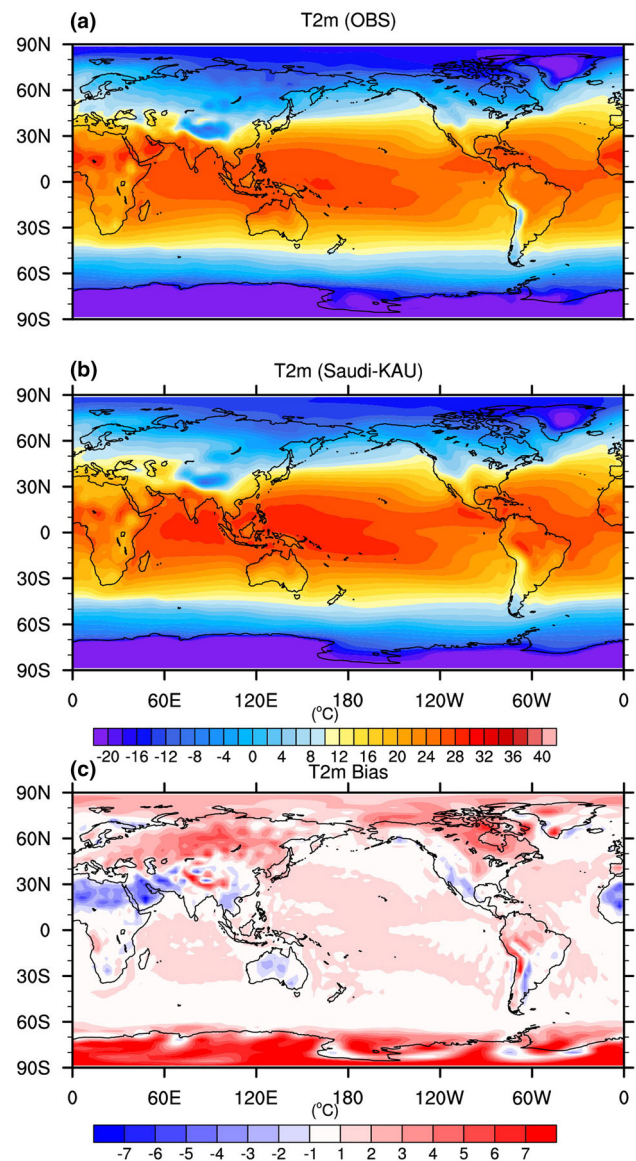 (a) T2m (OBS)
90N
60N
30N
0
30S
60S
90S
(b) T2m (Saudi-KAU)
90N
60N
30N
0
30S
60S
90S
0 60E 120E 180 120W 60W 0
(°C)
-20 -16 -12 -8 -4 0 4 8 10 12 16 20 24 28 32 36 38 40
(c) T2m Bias
90N
60N
30N
0
30S
60S
90S
0 60E 120E 180 120W 60W 0
(°C)
-7 -6 -5 -4 -3 -2 -1 1 2 3 4 5 6 7